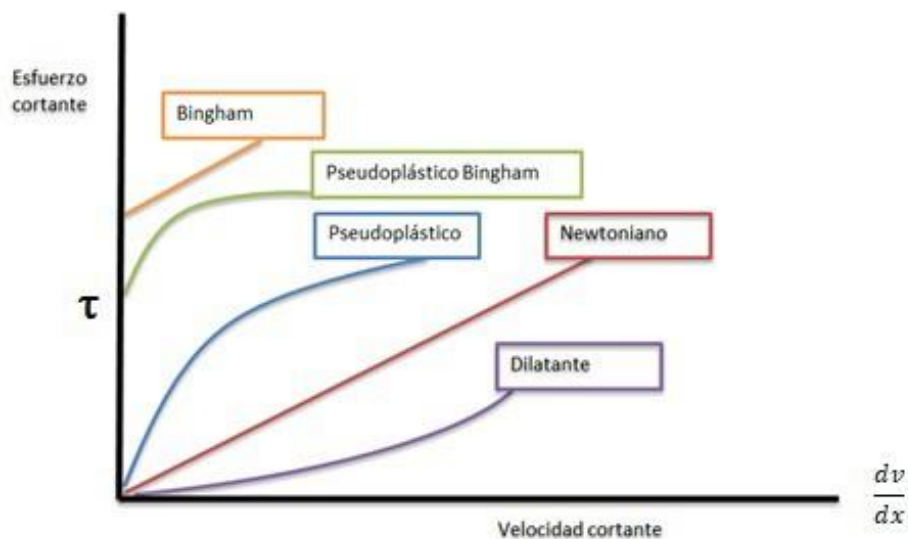 Esfuerzo
cortante
Bingham
Pseudoplástico Bingham
Pseudoplástico
Newtoniano
τ
Dilatante
dv
dx
Velocidad cortante